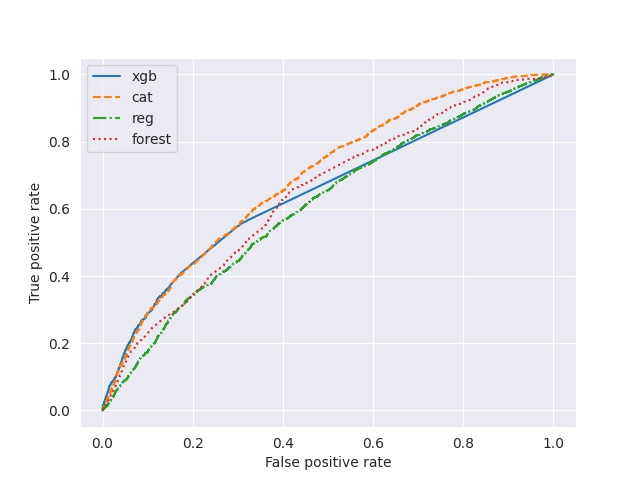 1.0
0.8
0.6
0.4
0.2
0.0
True positive rate
xgb
cat
reg
forest
0.0 0.2 0.4 0.6 0.8 1.0
False positive rate